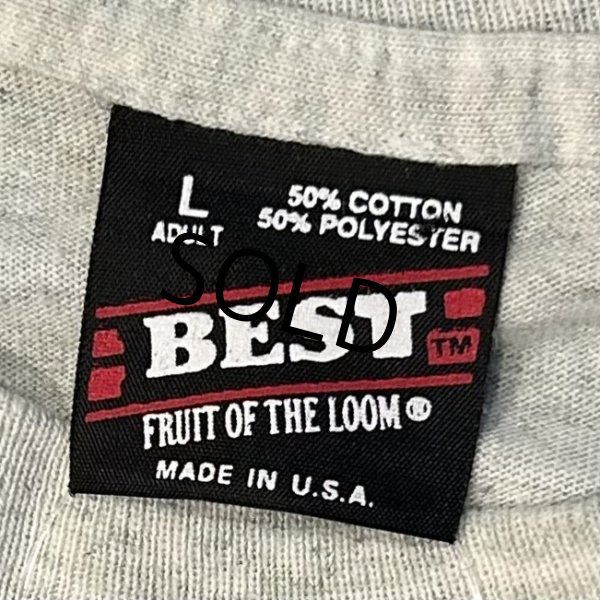 L
ADULT
50% COTTON
50% POLYESTER
SOLD
BEST
TM
FRUIT OF THE LOOM®
MADE IN U.S.A.